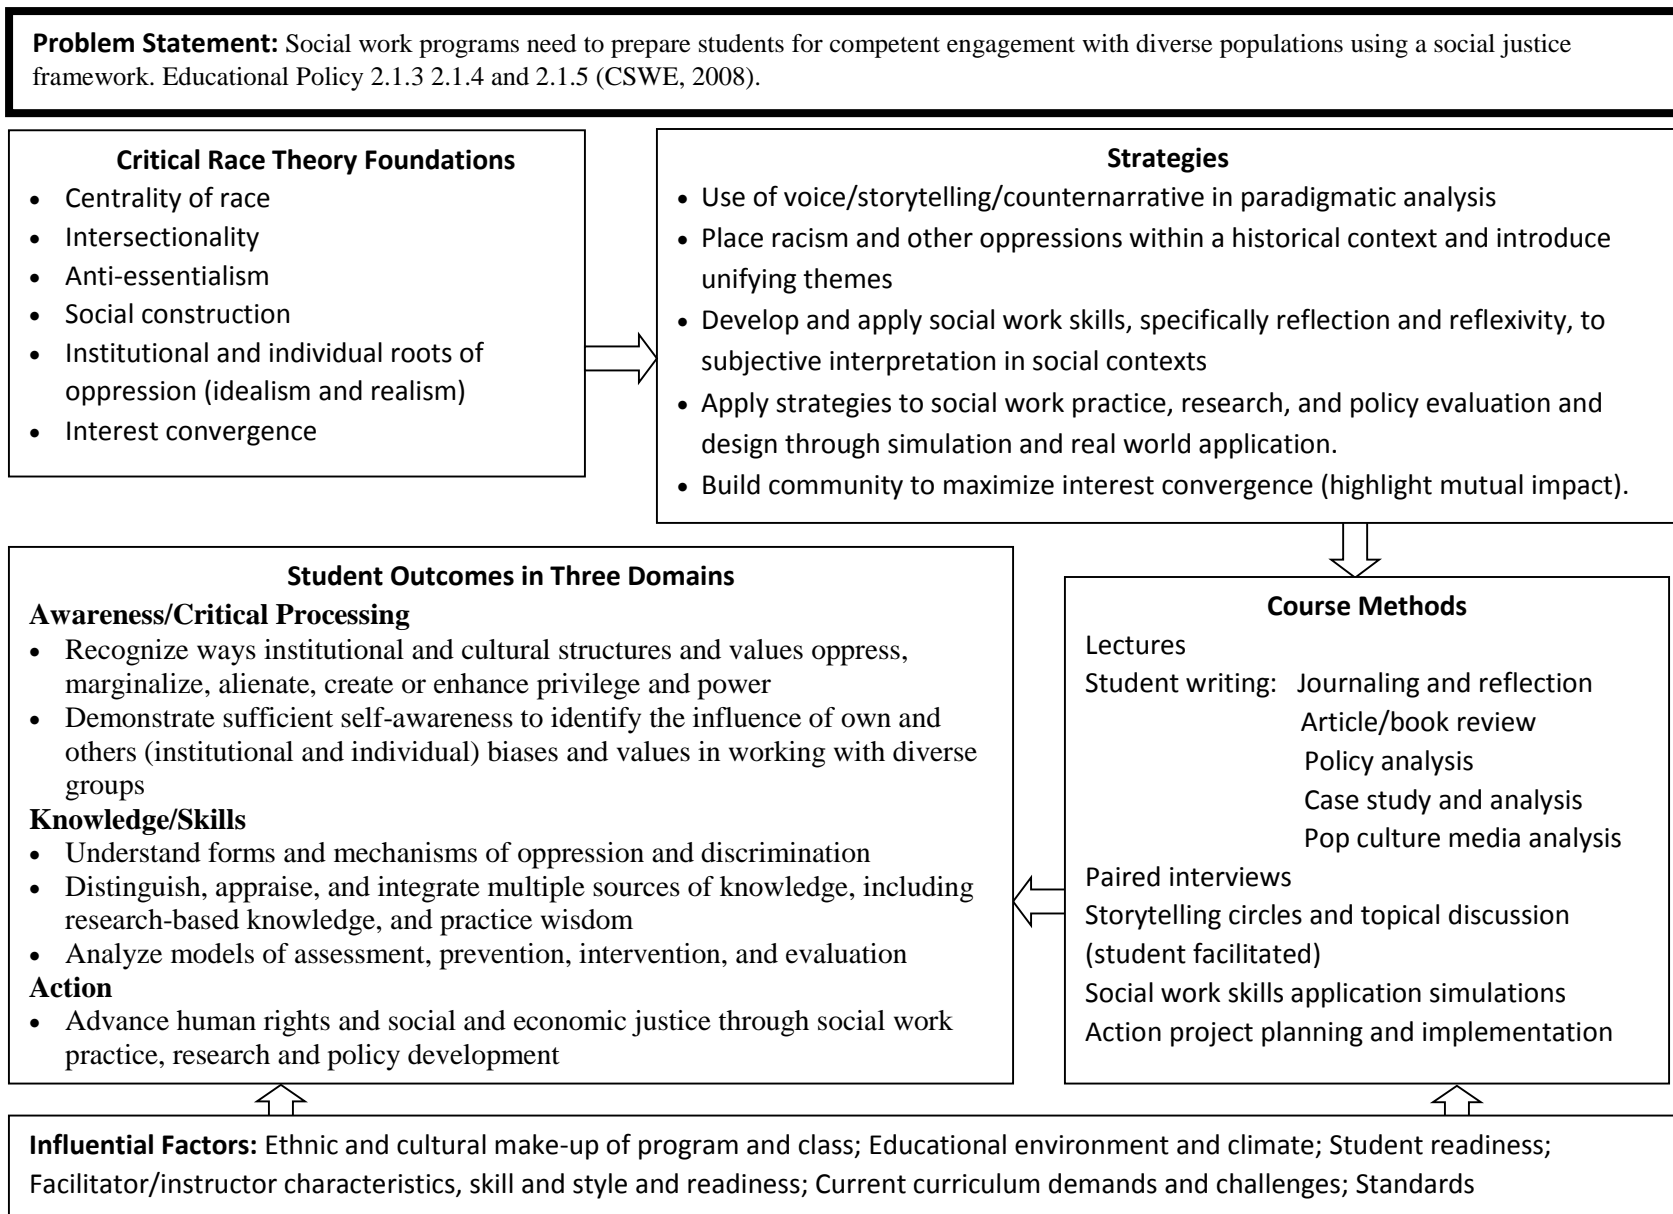 Problem Statement: Social work programs need to prepare students for competent engagement with diverse populations using a social justice
framework. Educational Policy 2.1.3 2.1.4 and 2.1.5 (CSWE, 2008).
Critical Race Theory Foundations
• Centrality of race
• Intersectionality
• Anti-essentialism
• Social construction
• Institutional and individual roots of
oppression (idealism and realism)
• Interest convergence
Strategies
• Use of voice/storytelling/counternarrative in paradigmatic analysis
• Place racism and other oppressions within a historical context and introduce
unifying themes
• Develop and apply social work skills, specifically reflection and reflexivity, to
subjective interpretation in social contexts
• Apply strategies to social work practice, research, and policy evaluation and
design through simulation and real world application.
• Build community to maximize interest convergence (highlight mutual impact).
Student Outcomes in Three Domains
Awareness/Critical Processing
• Recognize ways institutional and cultural structures and values oppress,
marginalize, alienate, create or enhance privilege and power
• Demonstrate sufficient self-awareness to identify the influence of own and
others (institutional and individual) biases and values in working with diverse
groups
Knowledge/Skills
• Understand forms and mechanisms of oppression and discrimination
• Distinguish, appraise, and integrate multiple sources of knowledge, including
research-based knowledge, and practice wisdom
• Analyze models of assessment, prevention, intervention, and evaluation
Action
• Advance human rights and social and economic justice through social work
practice, research and policy development
Course Methods
Lectures
Student writing: Journaling and reflection
Article/book review
Policy analysis
Case study and analysis
Pop culture media analysis
Paired interviews
Storytelling circles and topical discussion
(student facilitated)
Social work skills application simulations
Action project planning and implementation
Influential Factors: Ethnic and cultural make-up of program and class; Educational environment and climate; Student readiness;
Facilitator/instructor characteristics, skill and style and readiness; Current curriculum demands and challenges; Standards